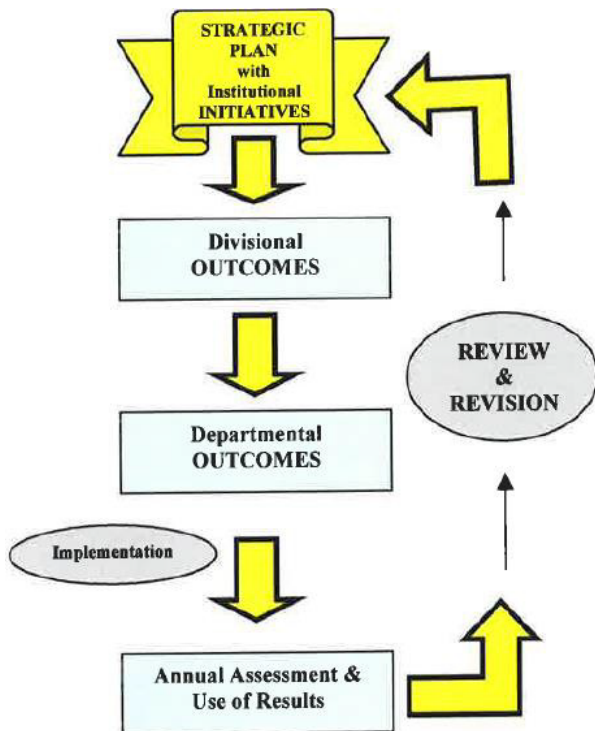 STRATEGIC
PLAN
with
Institutional
INITIATIVES
Divisional
OUTCOMES
REVIEW
&
REVISION
Departmental
OUTCOMES
Implementation
Annual Assessment &
Use of Results